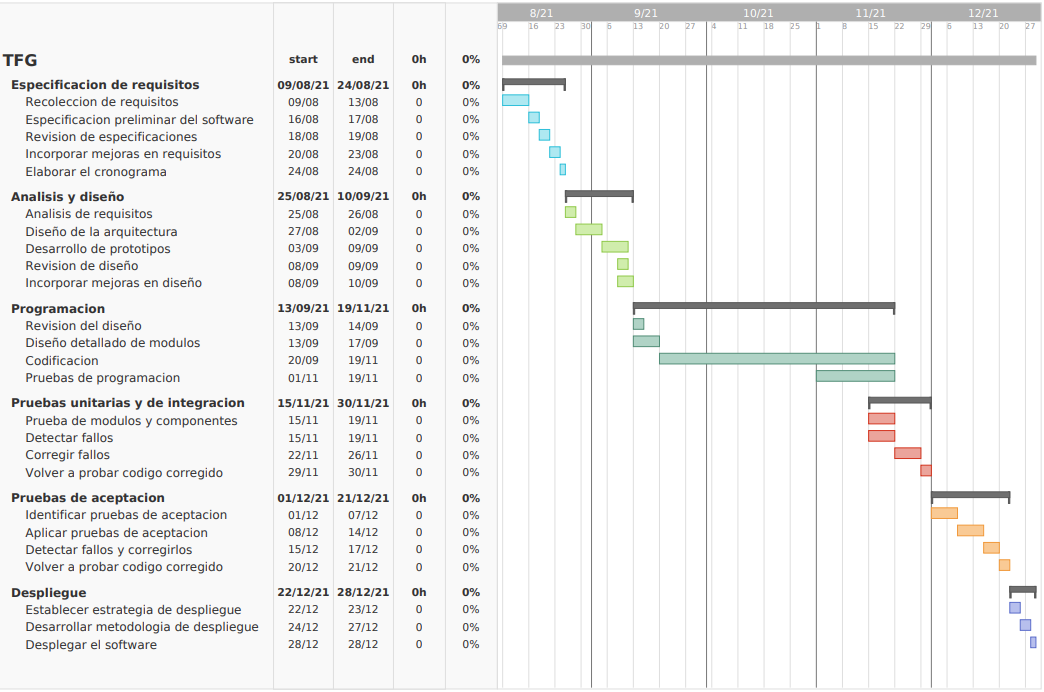 8/21 9/21 10/21 11/21 12/21
69 16 23 30 6 13 20 27 4 11 18 25 1 8 15 22 29 6 13 20 27
TFG start end 0h 0%
Especificacion de requisitos 09/08/21 24/08/21 0h 0%
Recoleccion de requisitos 09/08 13/08 0 0%
Especificacion preliminar del software 16/08 17/08 0 0%
Revision de especificaciones 18/08 19/08 0 0%
Incorporar mejoras en requisitos 20/08 23/08 0 0%
Elaborar el cronograma 24/08 24/08 0 0%
Analisis y diseño 25/08/21 10/09/21 0h 0%
Analisis de requisitos 25/08 26/08 0 0%
Diseño de la arquitectura 27/08 02/09 0 0%
Desarrollo de prototipos 03/09 09/09 0 0%
Revision de diseño 08/09 09/09 0 0%
Incorporar mejoras en diseño 08/09 10/09 0 0%
Programacion 13/09/21 19/11/21 0h 0%
Revision del diseño 13/09 14/09 0 0%
Diseño detallado de modulos 13/09 17/09 0 0%
Codificacion 20/09 19/11 0 0%
Pruebas de programacion 01/11 19/11 0 0%
Pruebas unitarias y de integracion 15/11/21 30/11/21 0h 0%
Prueba de modulos y componentes 15/11 19/11 0 0%
Detectar fallos 15/11 19/11 0 0%
Corregir fallos 22/11 26/11 0 0%
Volver a probar codigo corregido 29/11 30/11 0 0%
Pruebas de aceptacion 01/12/21 21/12/21 0h 0%
Identificar pruebas de aceptacion 01/12 07/12 0 0%
Aplicar pruebas de aceptacion 08/12 14/12 0 0%
Detectar fallos y corregirlos 15/12 17/12 0 0%
Volver a probar codigo corregido 20/12 21/12 0 0%
Despliegue 22/12/21 28/12/21 0h 0%
Establecer estrategia de despliegue 22/12 23/12 0 0%
Desarrollar metodologia de despliegue 24/12 27/12 0 0%
Desplegar el software 28/12 28/12 0 0%